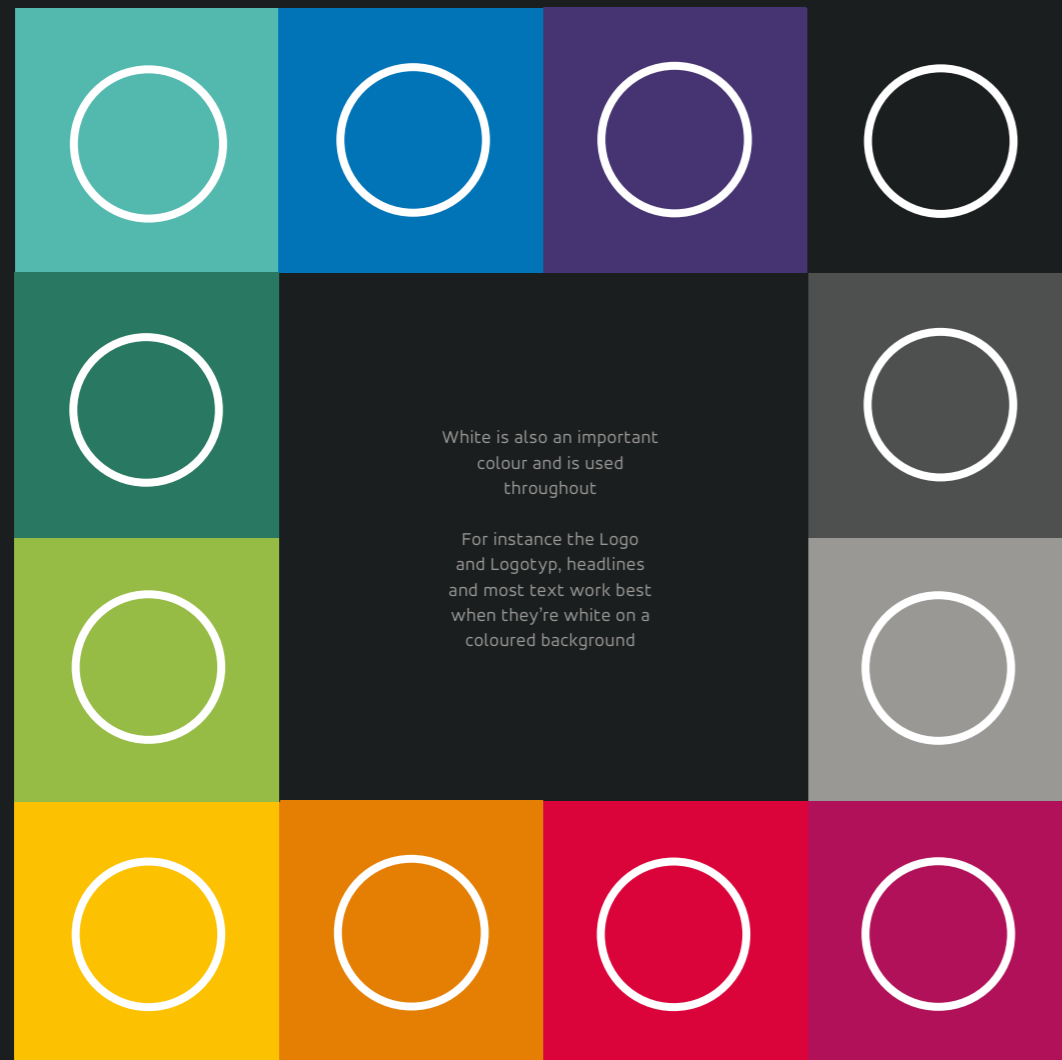 White is also an important
colour and is used
throughout
For instance the Logo
and Logotyp, headlines
and most text work best
when they’re white on a
coloured background